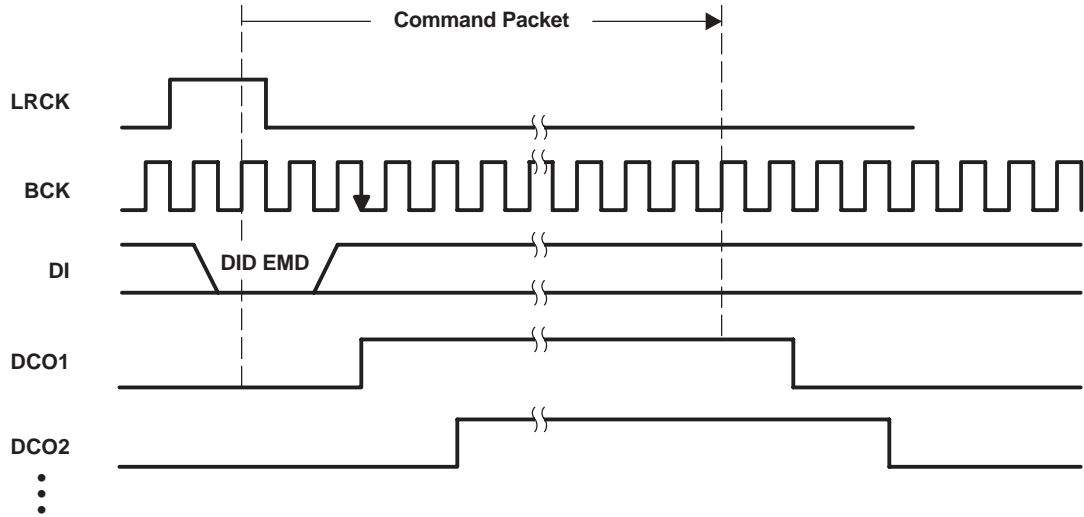 Command Packet
LRCK
BCK
DI
DID EMD
DCO1
DCO2